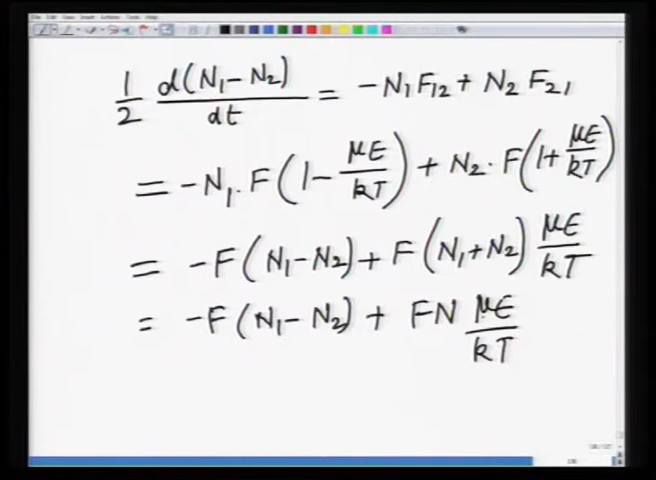 1/2 d(N₁-N₂)/dt = -N₁F₁₂ + N₂F₂₁
= -N₁.F(1-μE/kT) + N₂.F(1+μE/kT)
= -F(N₁-N₂)+F(N₁+N₂)μE/kT
= -F(N₁-N₂) + FN μE/kT